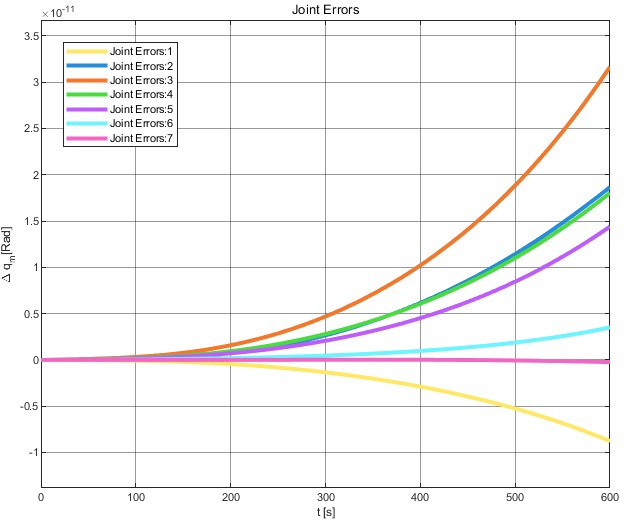 Joint Errors
×10-11
3.5
3
2.5
2
1.5
1
0.5
0
-0.5
-1
Δ qm[Rad]
Joint Errors:1
Joint Errors:2
Joint Errors:3
Joint Errors:4
Joint Errors:5
Joint Errors:6
Joint Errors:7
0 100 200 300 400 500 600
t [s]